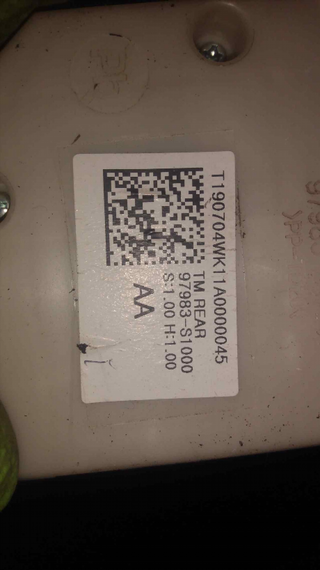 T190704WK11A0000045
TM REAR
97983-S1000
S:1.00 H:1.00
AA